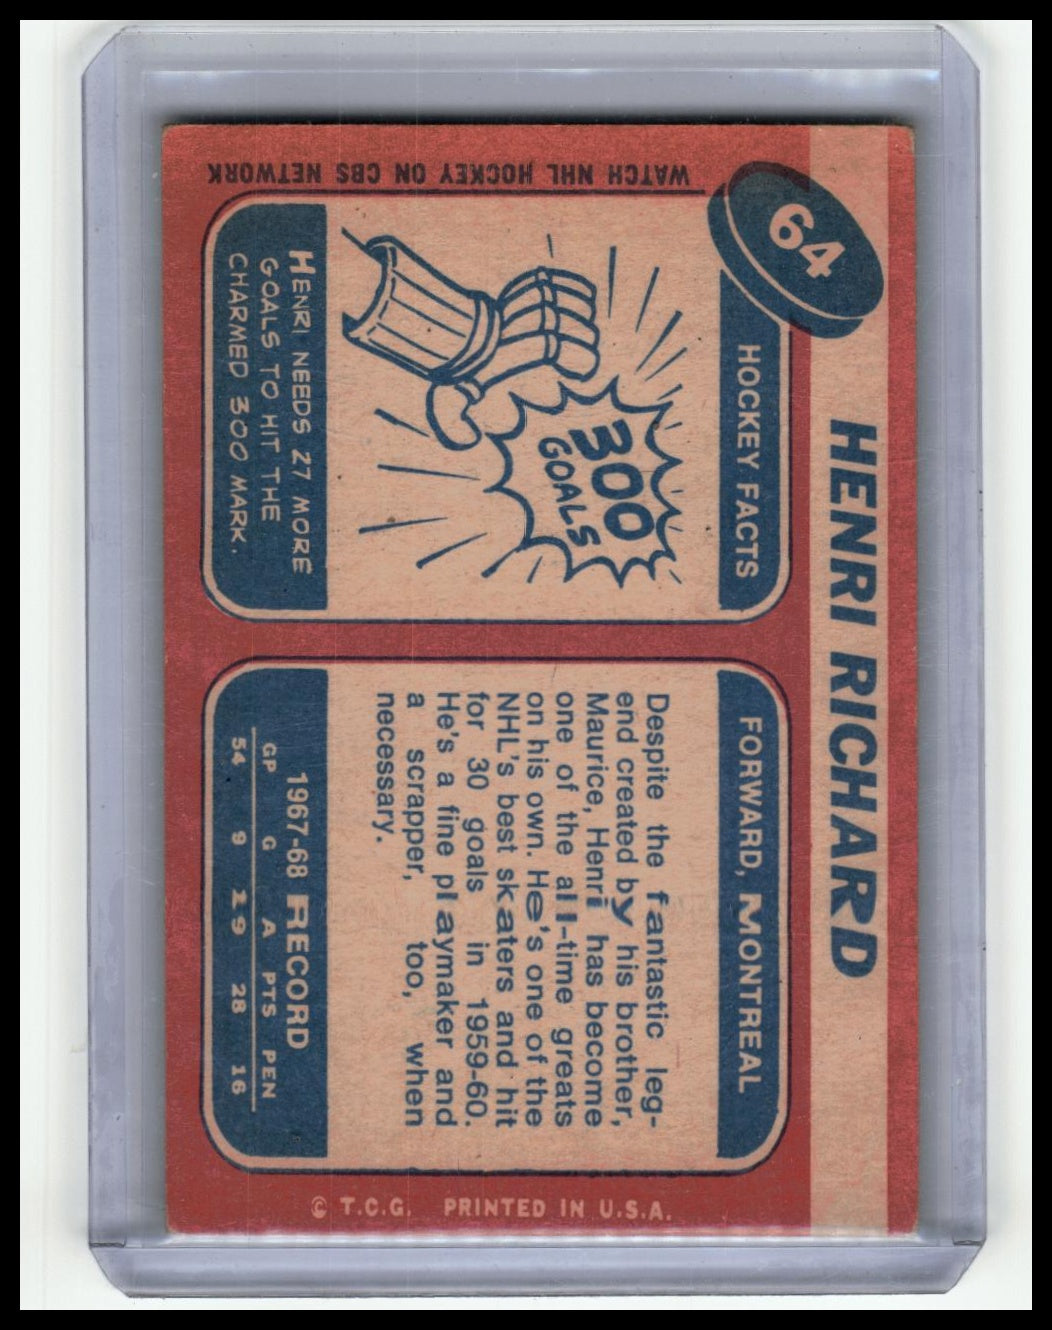 64
HENRI RICHARD
HOCKEY FACTS
300
GOALS
HENRI NEEDS 27 MORE
GOALS TO HIT THE
CHARMED 300 MARK.
WATCH NHL HOCKEY ON CBS NETWORK
FORWARD, MONTREAL
Despite the fantastic leg-
end created by his brother,
Maurice, Henri has become
one of the all-time greats
on his own. He's one of the
NHL's best skaters and hit
for 30 goals in 1959-60.
He's a fine playmaker and
a scrapper, too, when
necessary.
1967-68 RECORD
GP G A PTS PEN
54 9 19 28 16
© T.C.G. PRINTED IN U.S.A.